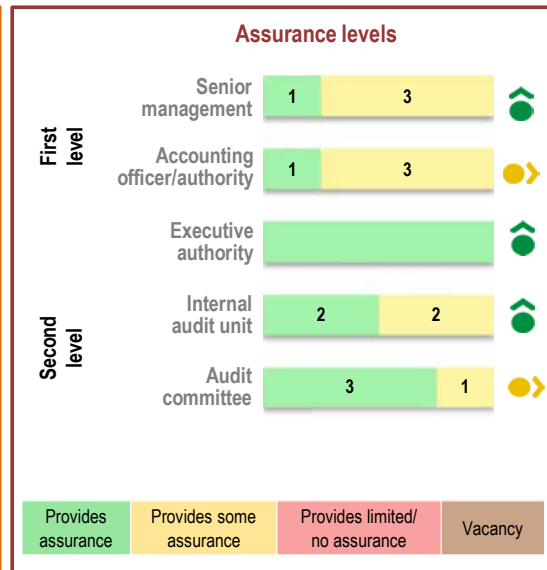 Assurance levels
First
level
Senior
management
1 3
Accounting
officer/authority
1 3
Executive
authority
Second
level
Internal
audit unit
2 2
Audit
committee
3 1
Provides
assurance
Provides some
assurance
Provides limited/
no assurance
Vacancy